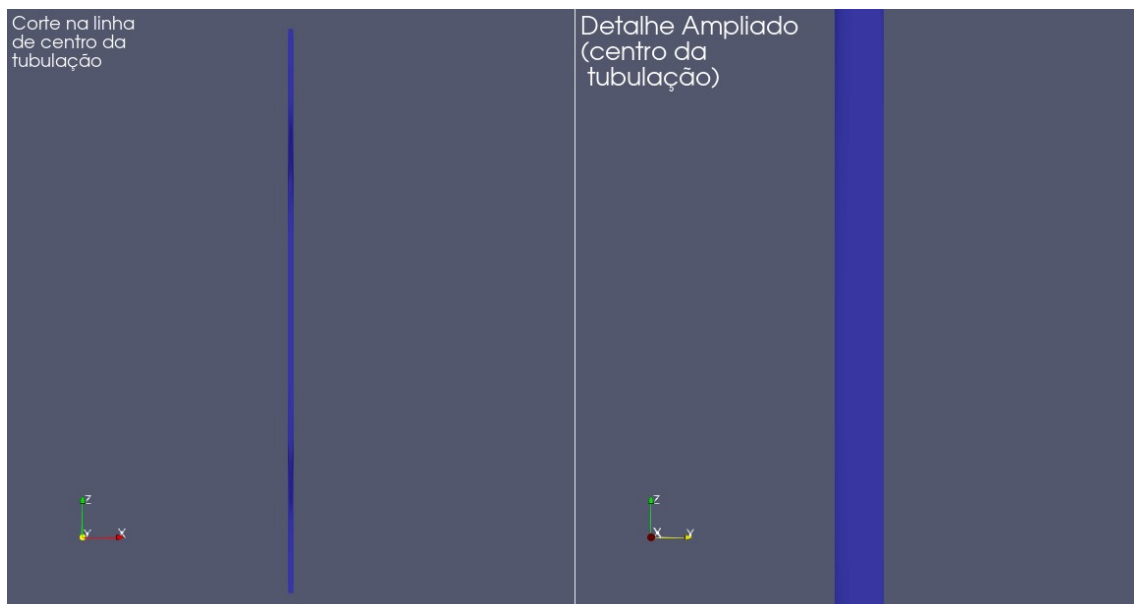 Corte na linha
de centro da
tubulação
Detalhe Ampliado
(centro da
tubulação)
Z
Y
X
Z
X
Y